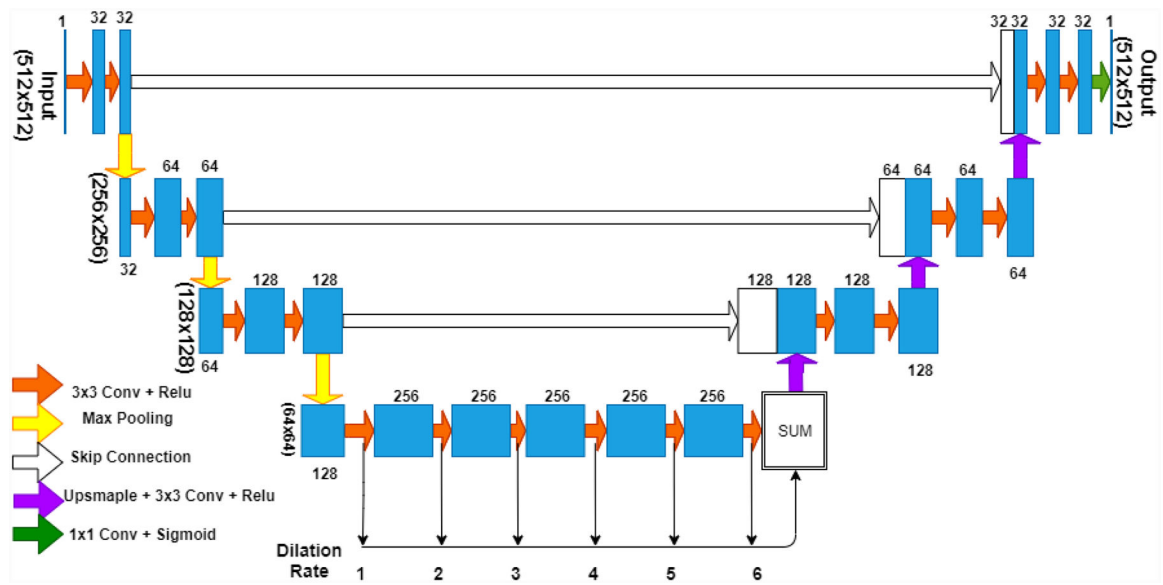 1
32
32
32
32
32
32
1
Input
(512x512)
Output
(512x512)
64
64
64
64
64
(256x256)
32
64
128
128
128
128
128
(128x128)
64
128
256
256
256
256
256
(64x64)
128
SUM
3x3 Conv + Relu
Max Pooling
Skip Connection
Upsmaple + 3x3 Conv + Relu
1x1 Conv + Sigmoid
Dilation
Rate
1
2
3
4
5
6